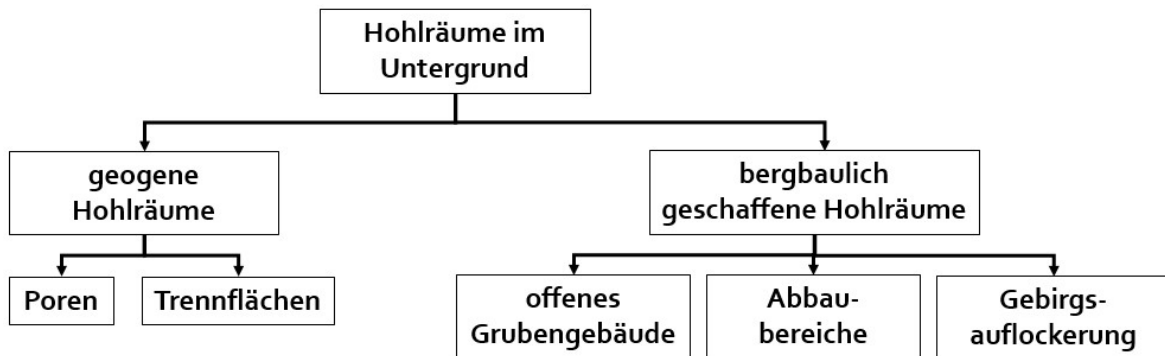 Hohlräume im
Untergrund
geogene
Hohlräume
bergbaulich
geschaffene Hohlräume
Poren
Trennflächen
offenes
Grubengebäude
Abbau-
bereiche
Gebirgs-
auflockerung